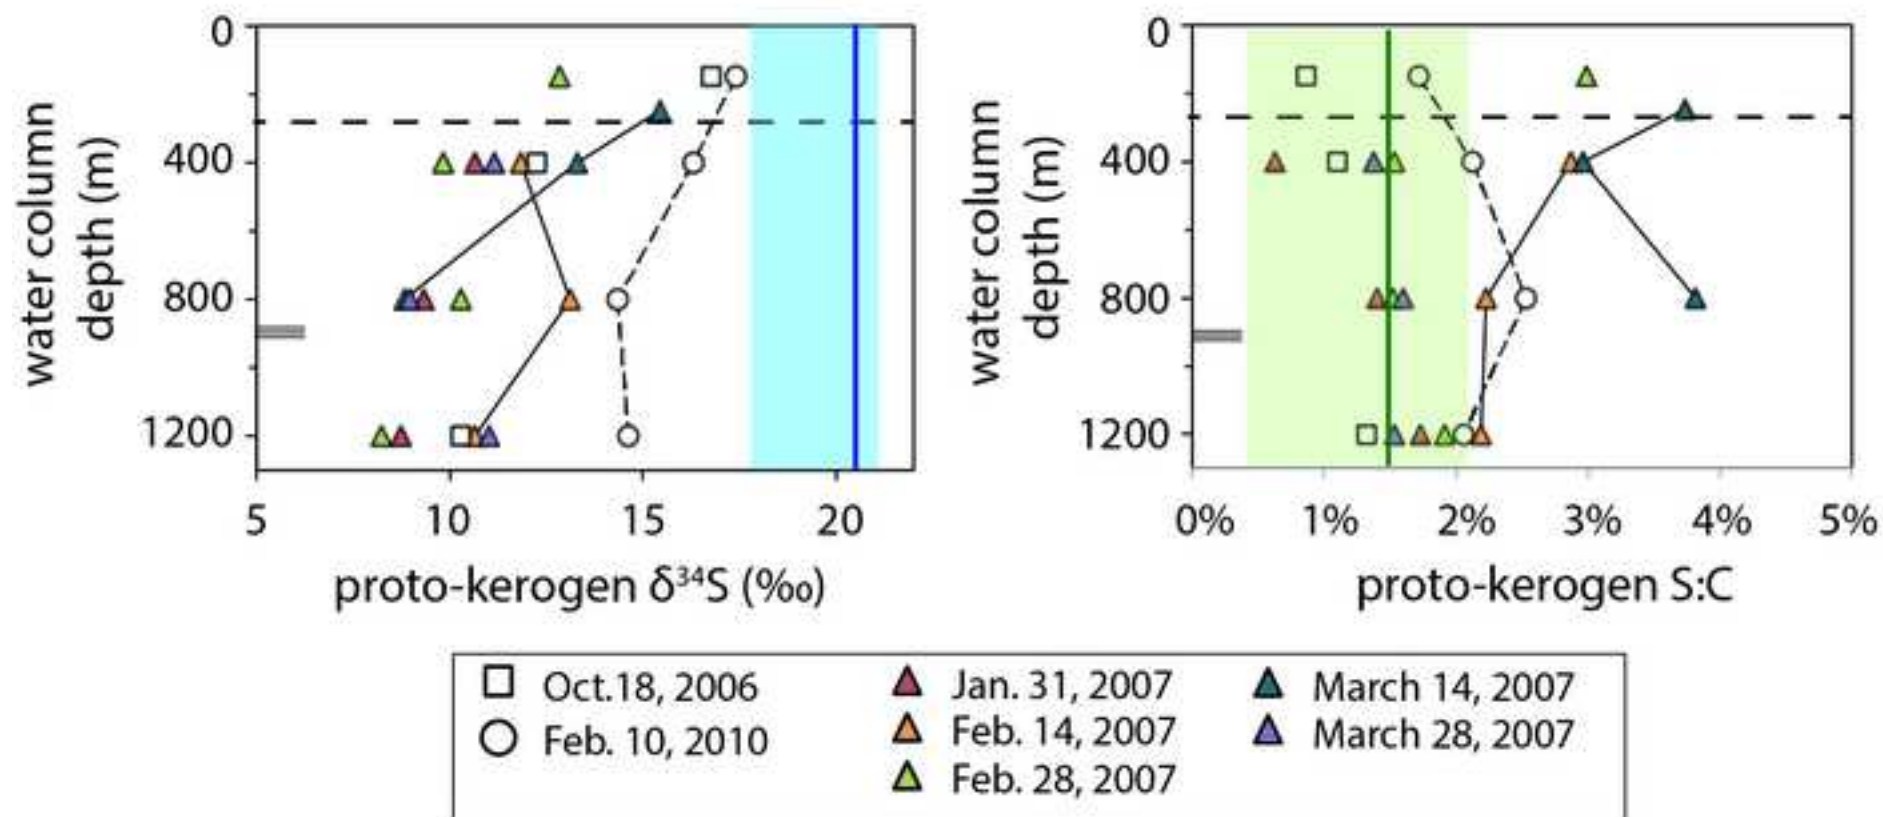 0
400
800
1200
water column
depth (m)
5 10 15 20
proto-kerogen δ³⁴S (‰)
0
400
800
1200
water column
depth (m)
0% 1% 2% 3% 4% 5%
proto-kerogen S:C
Oct.18, 2006
Feb. 10, 2010
Jan. 31, 2007
Feb. 14, 2007
Feb. 28, 2007
March 14, 2007
March 28, 2007